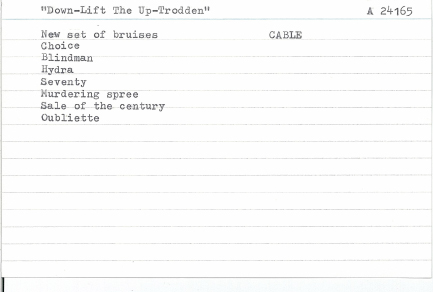 "Down-Lift The Up-Trodden" A 24165
New set of bruises CABLE
Choice
Blindman
Hydra
Seventy
Murdering spree
Sale of the century
Oubliette